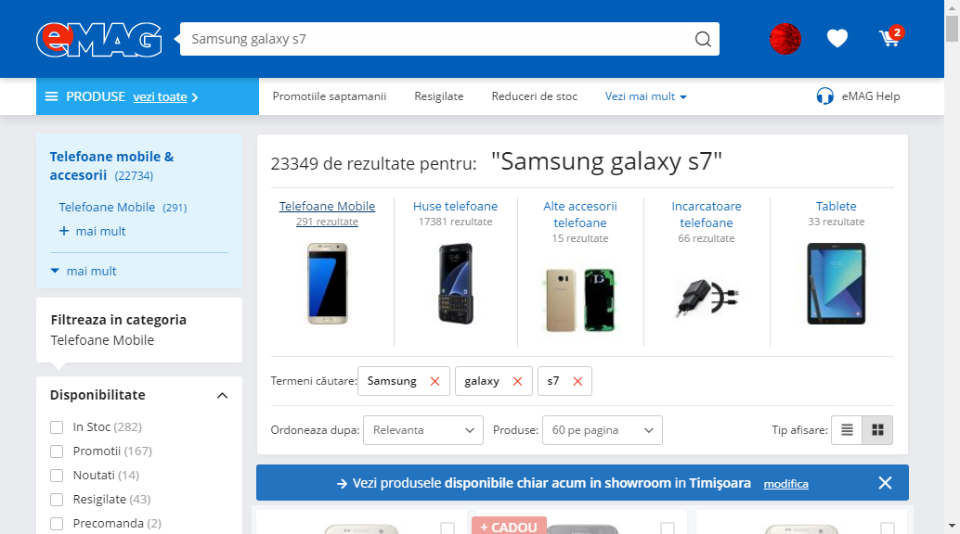 eMAG
Samsung galaxy s7
2
PRODUSE vezi toate
Promotiile saptamanii
Resigilate
Reduceri de stoc
Vezi mai mult
eMAG Help
Telefoane mobile &
accesorii (22734)
Telefoane Mobile (291)
+ mai mult
mai mult
Filtreaza in categoria
Telefoane Mobile
Disponibilitate
In Stoc (282)
Promotii (167)
Noutati (14)
Resigilate (43)
Precomanda (2)
23349 de rezultate pentru: "Samsung galaxy s7"
Telefoane Mobile
291 rezultate
Huse telefoane
17381 rezultate
Alte accesorii
telefoane
15 rezultate
Incarcatoare
telefoane
66 rezultate
Tablete
33 rezultate
Termeni căutare: Samsung galaxy s7
Ordoneaza dupa: Relevanta Produse: 60 pe pagina Tip afisare:
→ Vezi produsele disponibile chiar acum in showroom in Timișoara modifica
+ CADOU